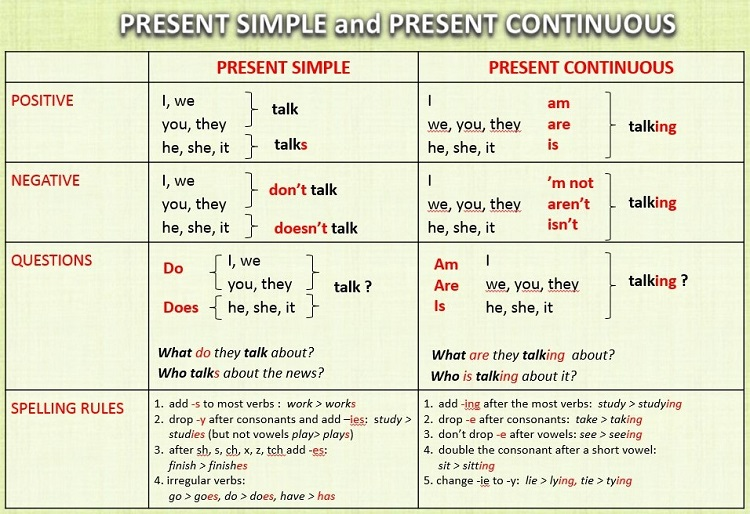 PRESENT SIMPLE and PRESENT CONTINUOUS
PRESENT SIMPLE
PRESENT CONTINUOUS
POSITIVE
I, we
you, they
talk
he, she, it
talks
I am
we, you, they are
he, she, it is
talking
NEGATIVE
I, we
you, they
don't talk
he, she, it
doesn't talk
I 'm not
we, you, they aren't
he, she, it isn't
talking
QUESTIONS
Do
I, we
you, they
Does he, she, it
talk ?
What do they talk about?
Who talks about the news?
Am I
Are we, you, they
Is he, she, it
talking ?
What are they talking about?
Who is talking about it?
SPELLING RULES
1. add -s to most verbs : work > works
2. drop -y after consonants and add –ies: study >
studies (but not vowels play> plays)
3. after sh, s, ch, x, z, tch add -es:
finish > finishes
4. irregular verbs:
go > goes, do > does, have > has
1. add -ing after the most verbs: study > studying
2. drop -e after consonants: take > taking
3. don't drop -e after vowels: see > seeing
4. double the consonant after a short vowel:
sit > sitting
5. change -ie to -y: lie > lying, tie > tying